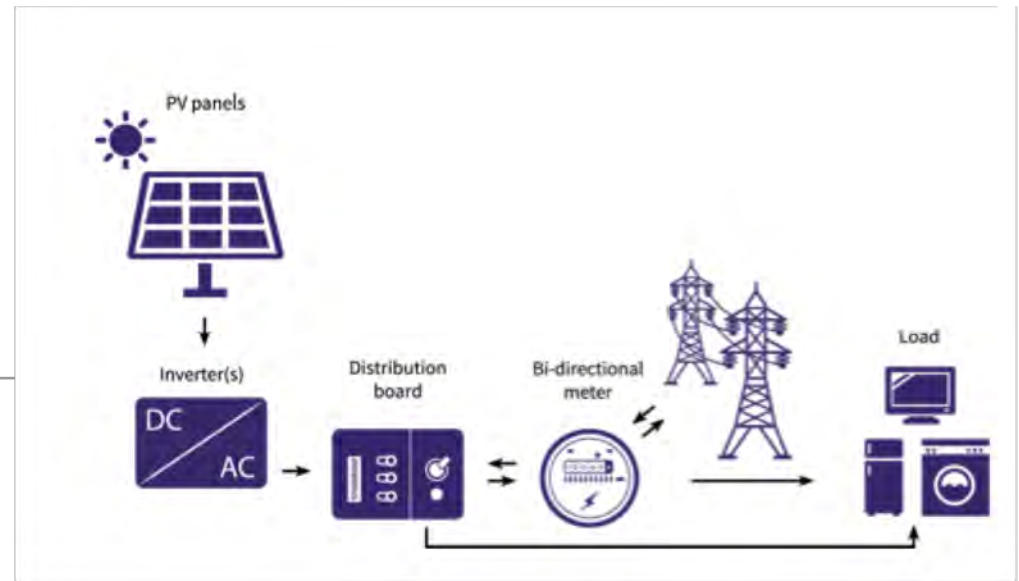 PV panels
Inverter(s)
DC
AC
Distribution
board
Bi-directional
meter
Load